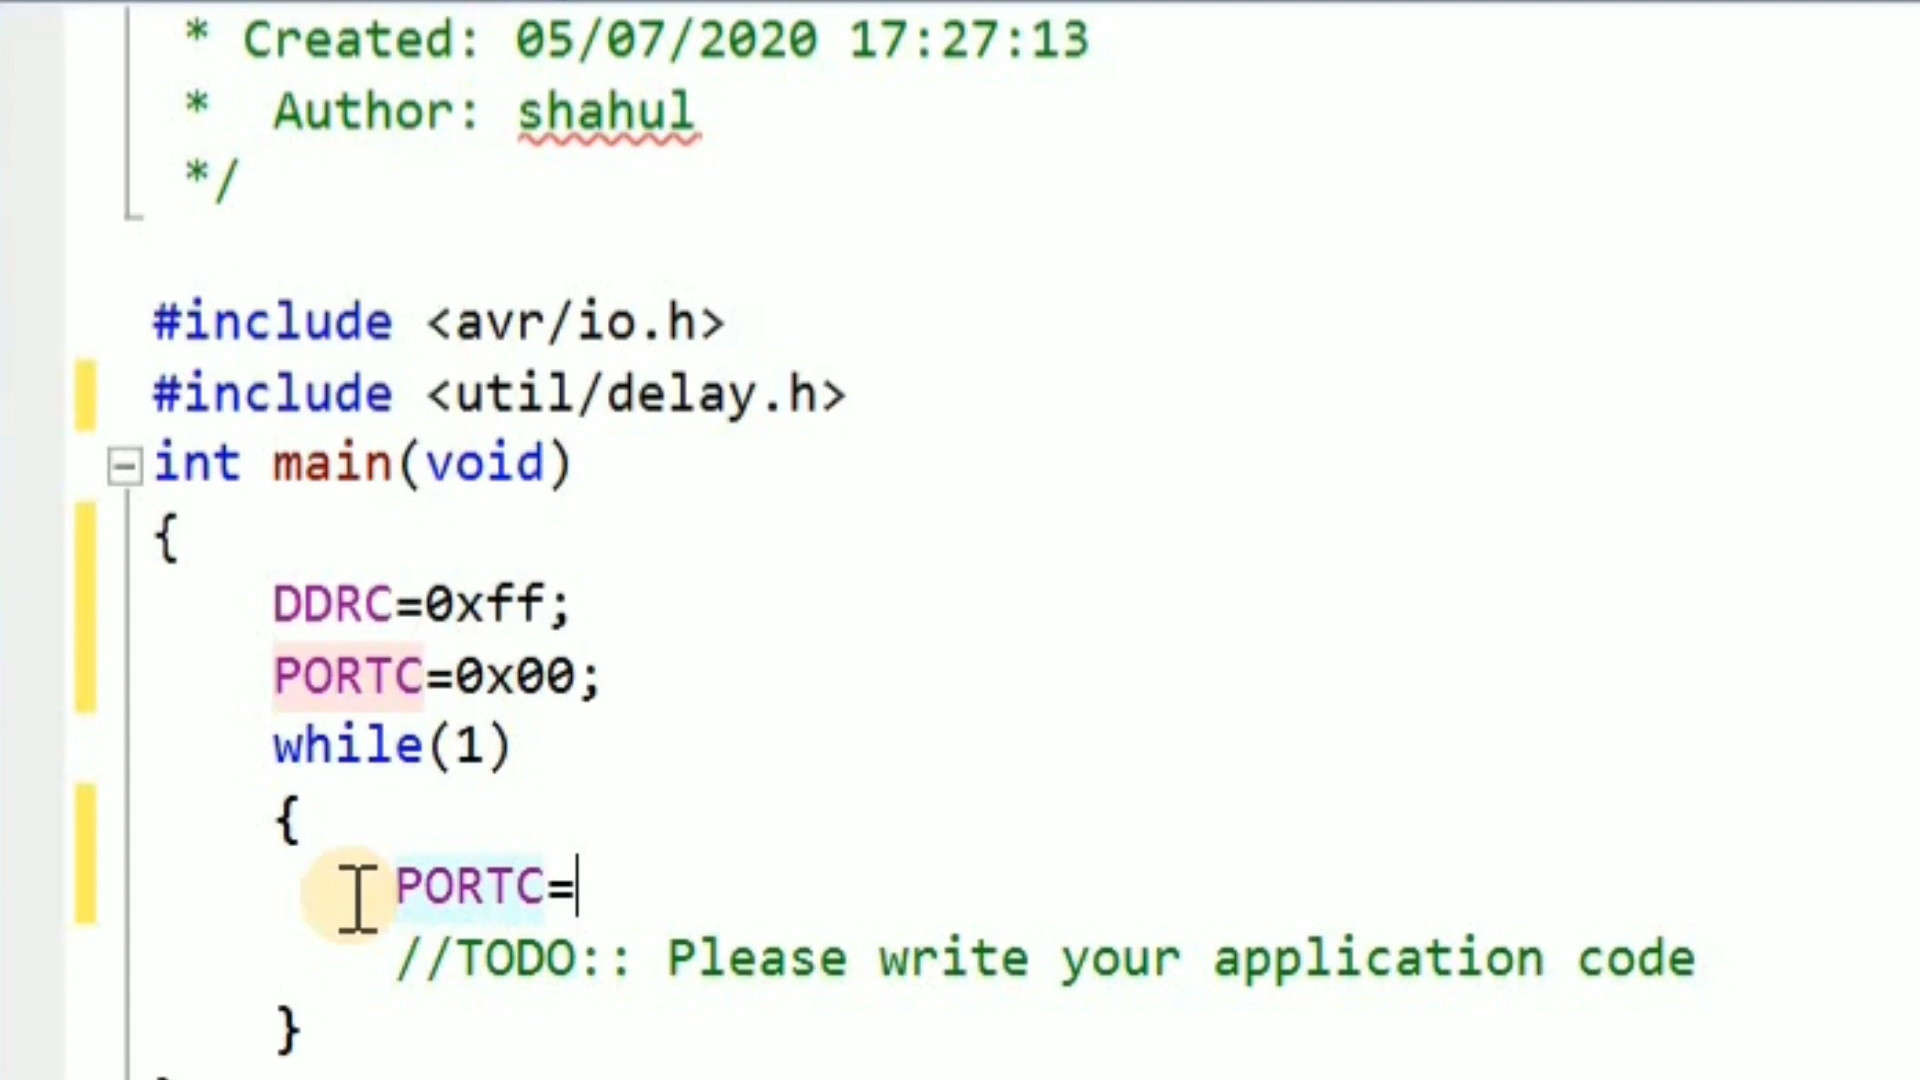 * Created: 05/07/2020 17:27:13
* Author: shahul
*/
#include <avr/io.h>
#include <util/delay.h>
int main(void)
{
DDRC=0xff;
PORTC=0x00;
while(1)
{
PORTC=
//TODO:: Please write your application code
}